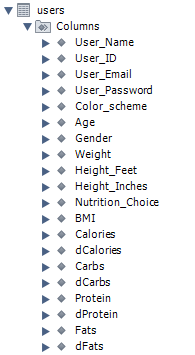 users
Columns
User_Name
User_ID
User_Email
User_Password
Color_scheme
Age
Gender
Weight
Height_Feet
Height_Inches
Nutrition_Choice
BMI
Calories
dCalories
Carbs
dCarbs
Protein
dProtein
Fats
dFats